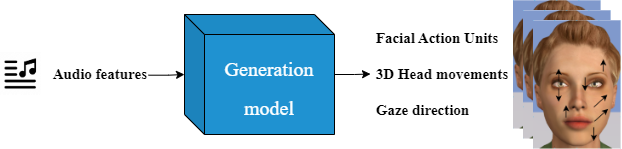 Facial Action Units
Audio features
Generation
model
3D Head movements
Gaze direction